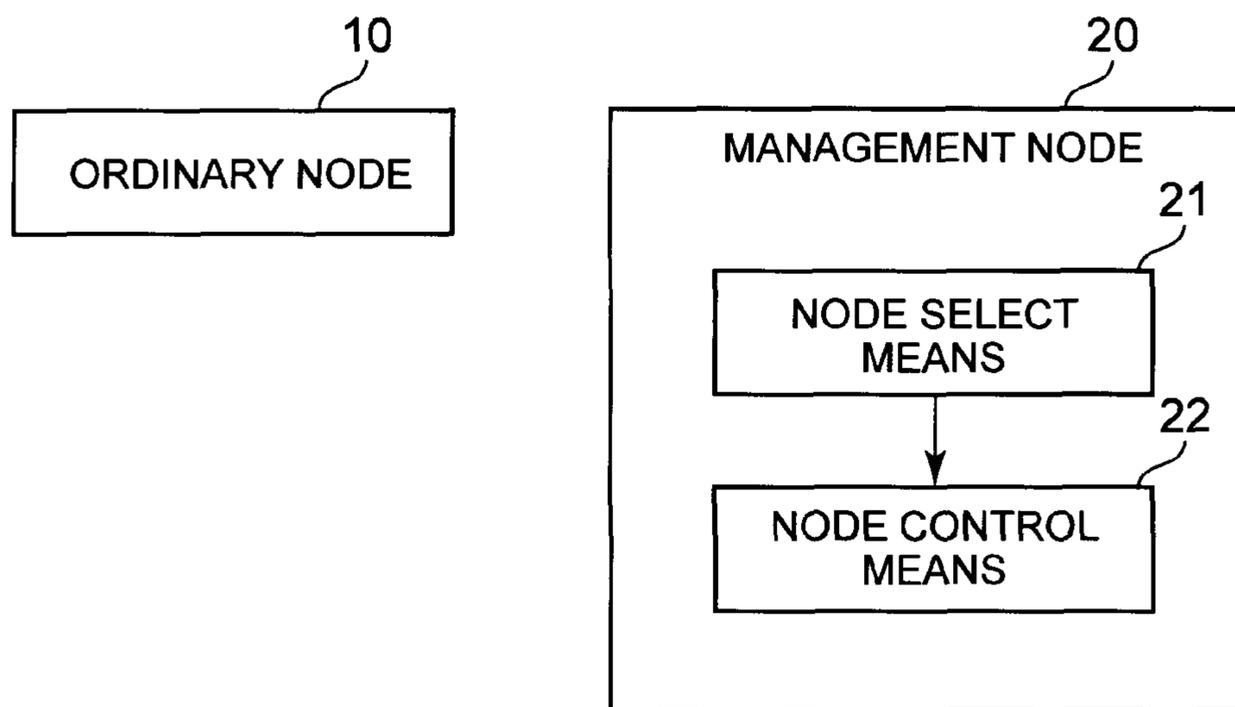 10
ORDINARY NODE
20
MANAGEMENT NODE
21
NODE SELECT
MEANS
22
NODE CONTROL
MEANS